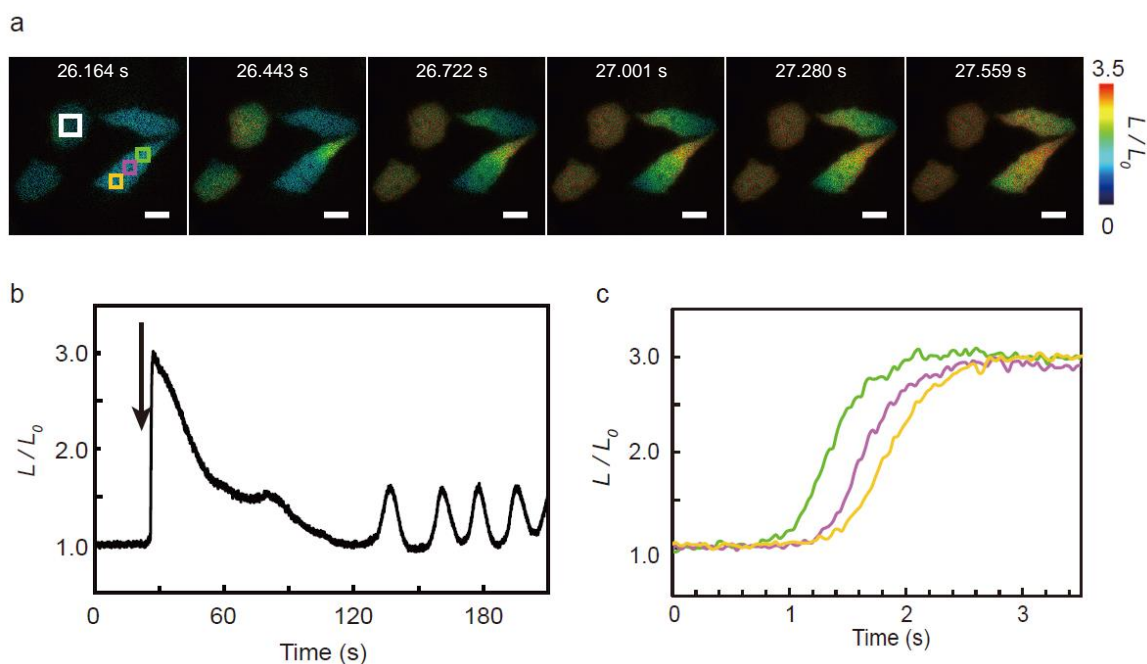 a
26.164 s
26.443 s
26.722 s
27.001 s
27.280 s
27.559 s
3.5
L / L0
0
b
3.0
2.0
1.0
L / L0
0
60
120
180
Time (s)
c
3.0
2.0
1.0
L / L0
0
1
2
3
Time (s)